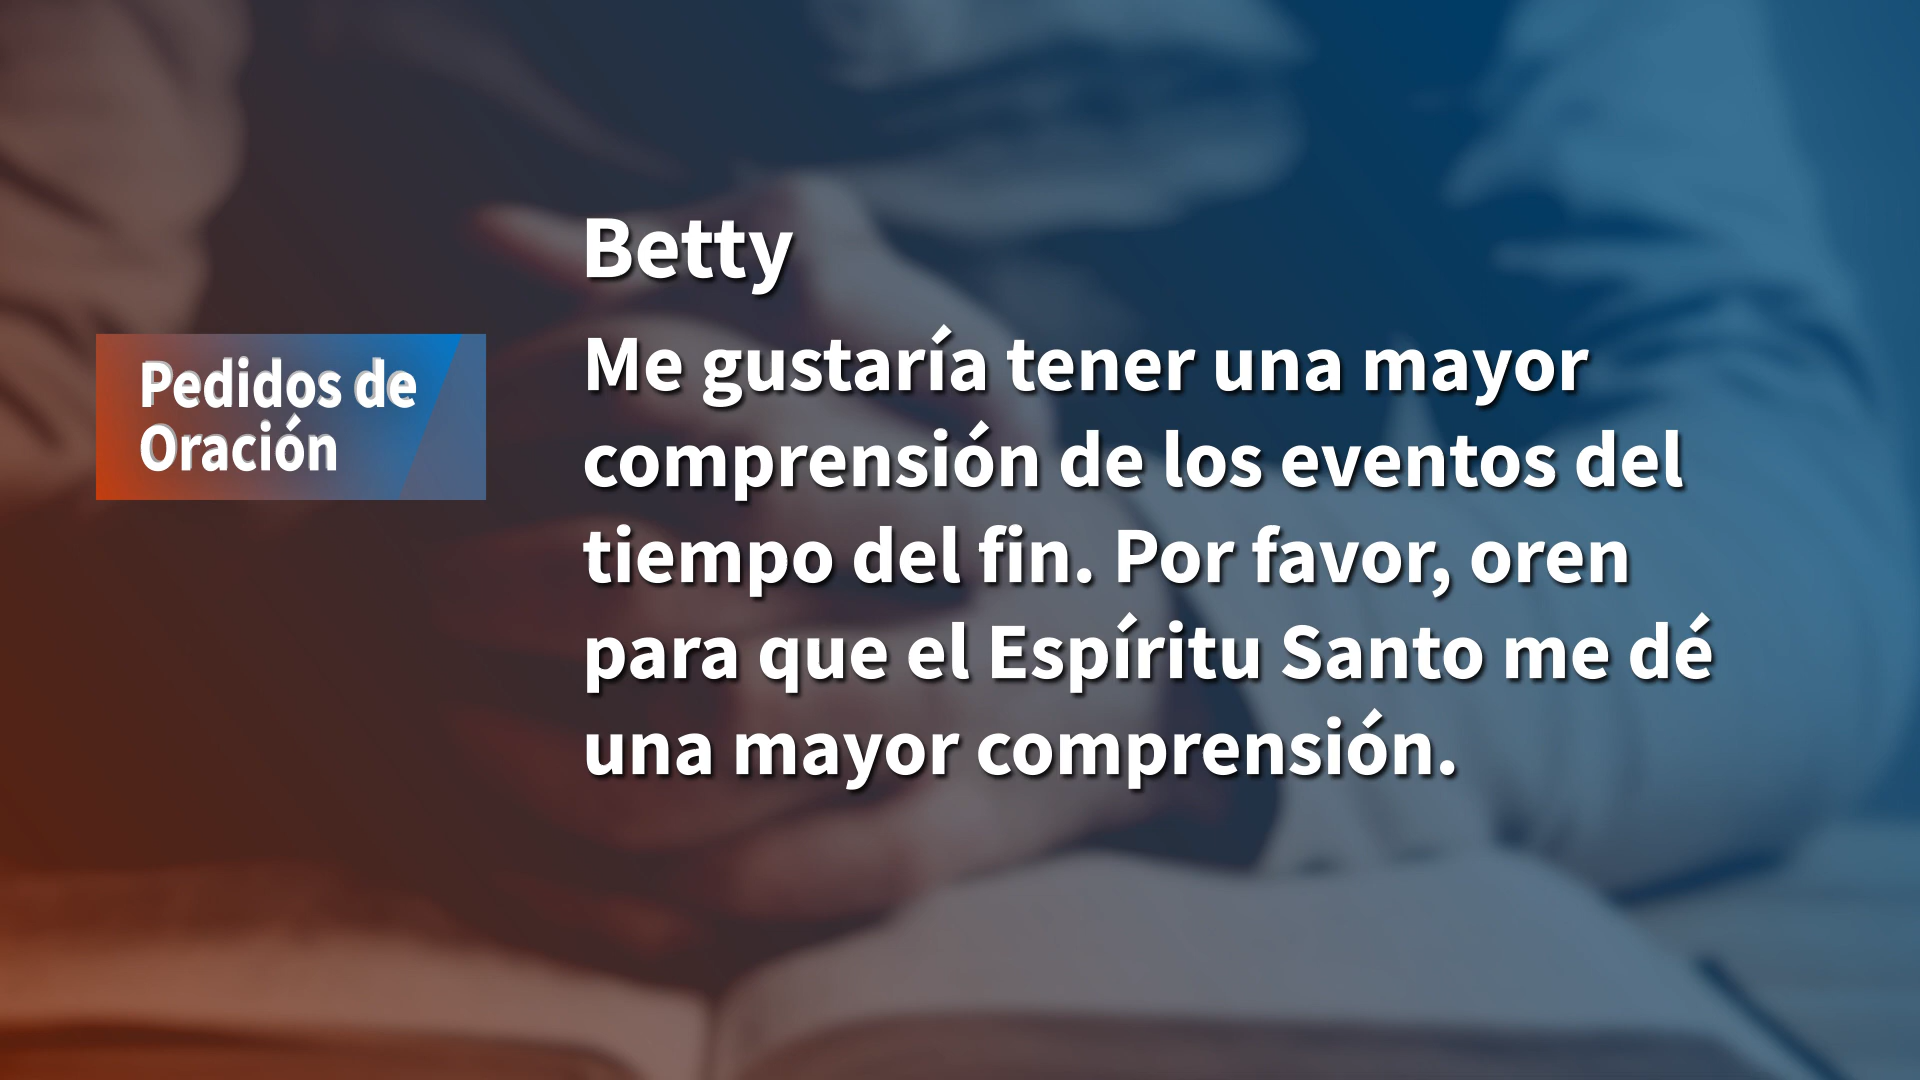 Betty
Pedidos de
Oración
Me gustaría tener una mayor
comprensión de los eventos del
tiempo del fin. Por favor, oren
para que el Espíritu Santo me dé
una mayor comprensión.